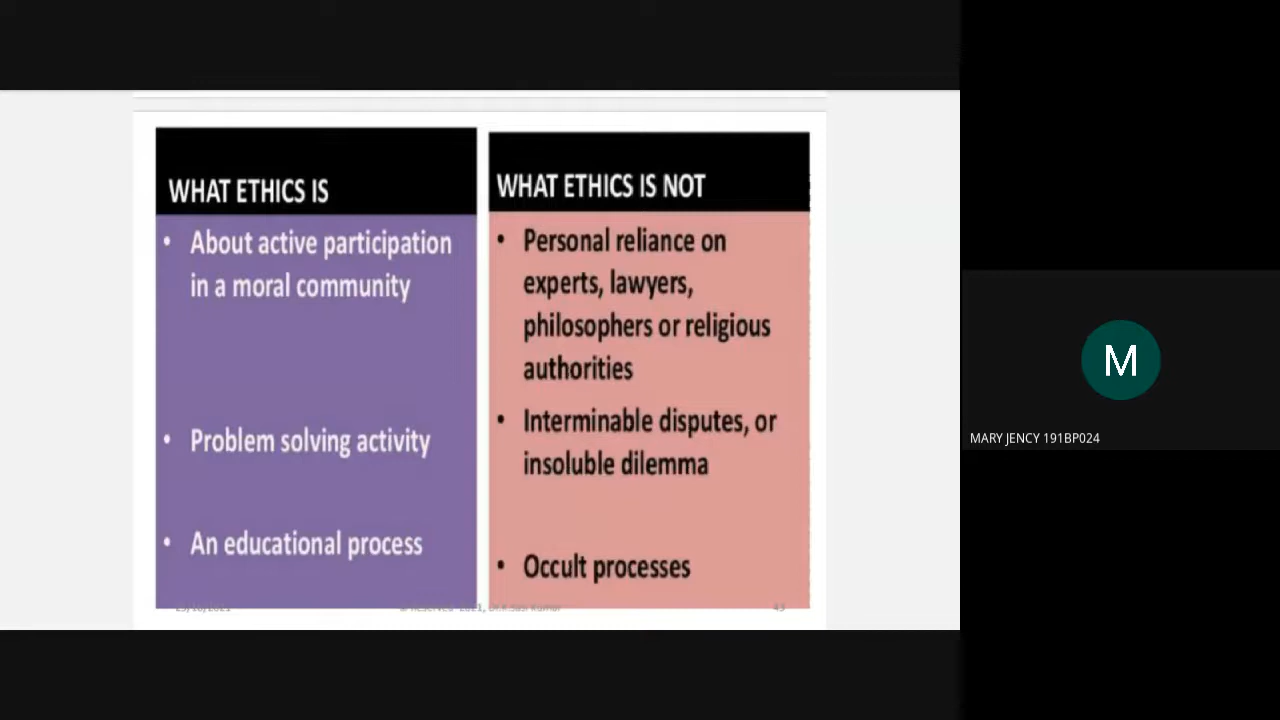 WHAT ETHICS IS
• About active participation
in a moral community
• Problem solving activity
• An educational process
WHAT ETHICS IS NOT
• Personal reliance on
experts, lawyers,
philosophers or religious
authorities
• Interminable disputes, or
insoluble dilemma
• Occult processes
43
M
MARY JENCY 191BP024